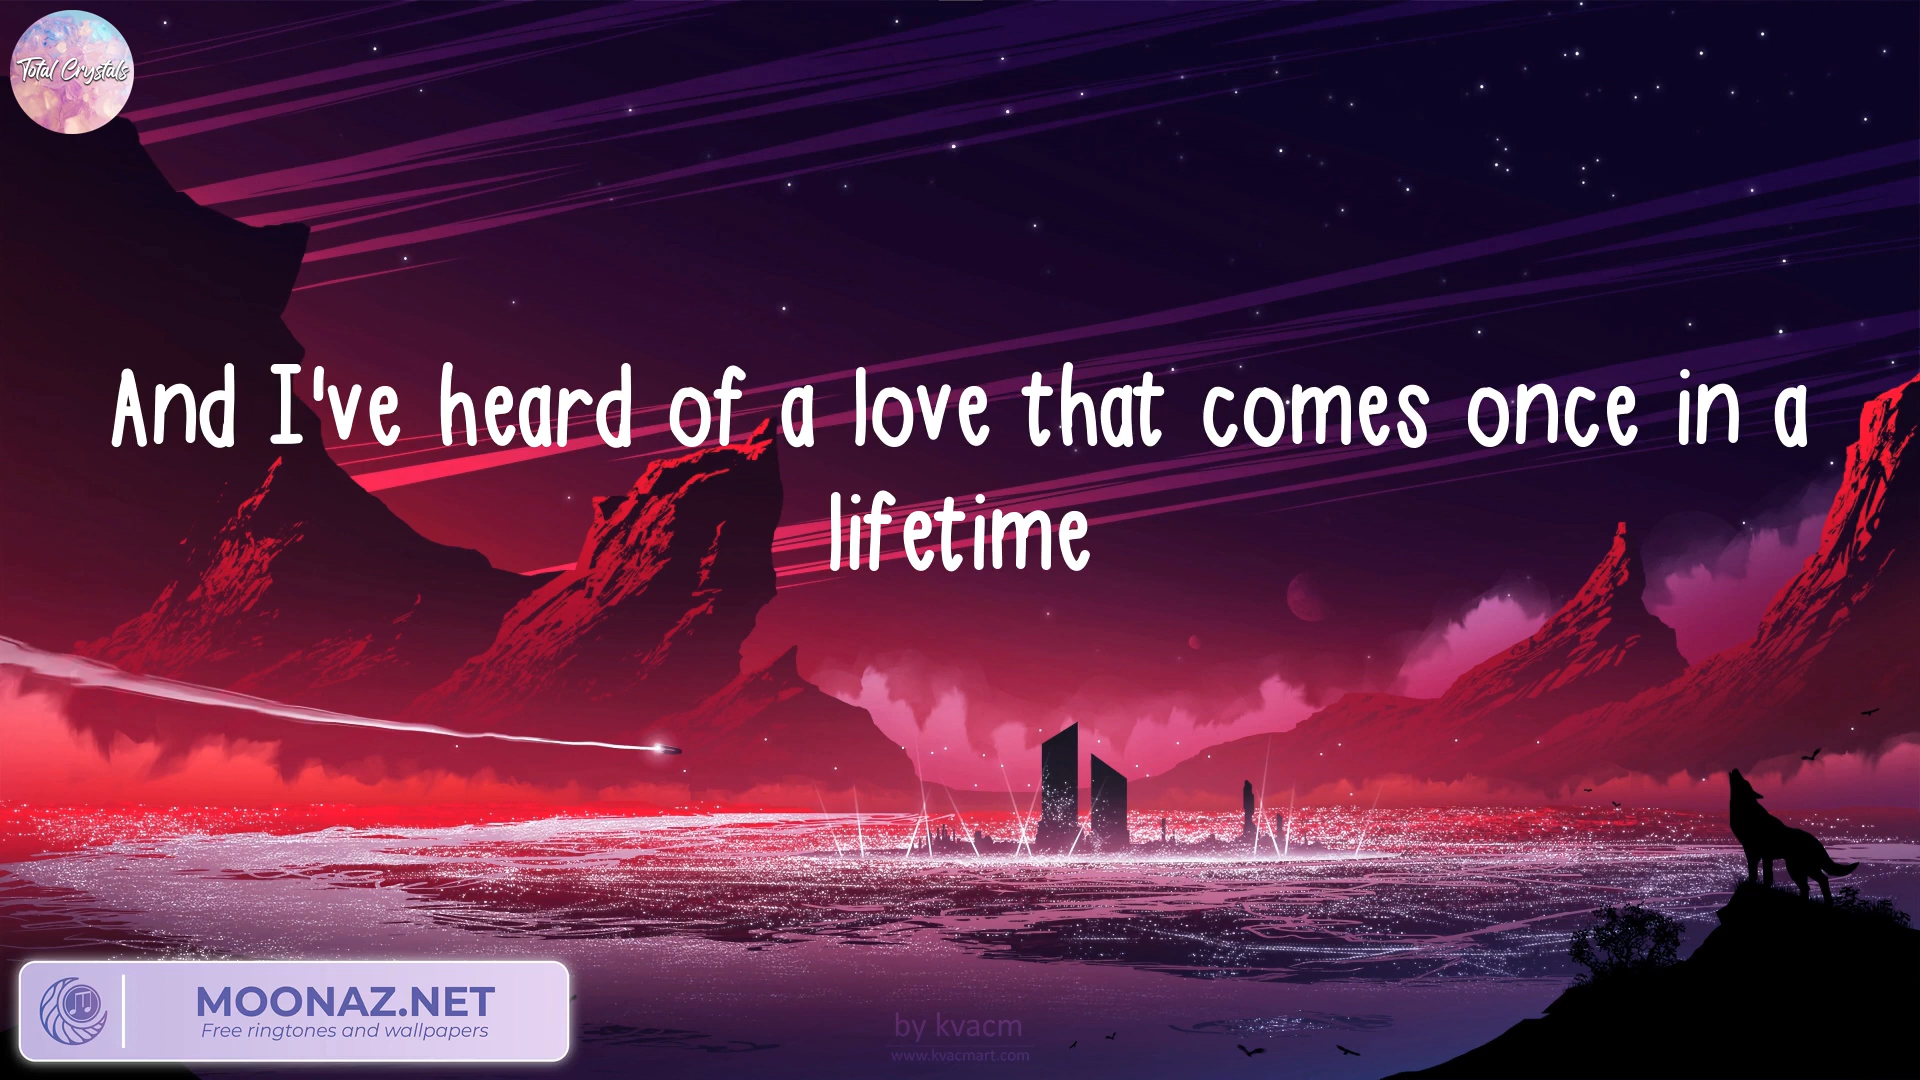 Total Crystals
And I've heard of a love that comes once in a
lifetime
MOONAZ.NET
Free ringtones and wallpapers
by kvacm
www.kvacmart.com